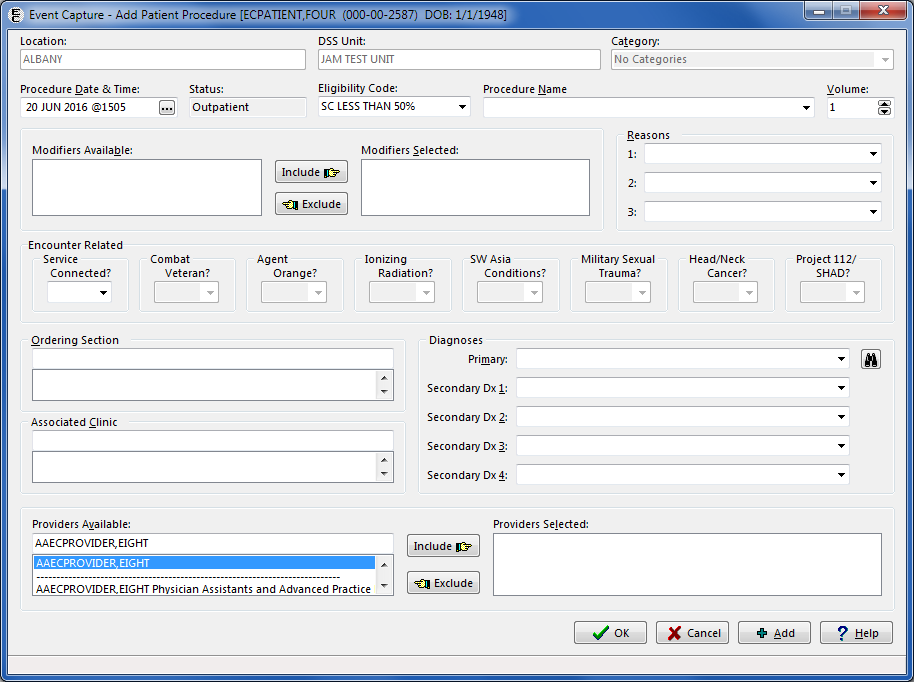 Event Capture - Add Patient Procedure [ECPATIENT,FOUR (000-00-2587) DOB: 1/1/1948]
Location: DSS Unit: Category:
ALBANY JAM TEST UNIT No Categories
Procedure Date & Time: Status: Eligibility Code: Procedure Name Volume:
20 JUN 2016 @1505 ... Outpatient SC LESS THAN 50% 1
Modifiers Available: Modifiers Selected: Reasons
Include 1:
Exclude 2:
3:
Encounter Related
Service Connected?
Combat Veteran?
Agent Orange?
Ionizing Radiation?
SW Asia Conditions?
Military Sexual Trauma?
Head/Neck Cancer?
Project 112/ SHAD?
Ordering Section
Associated Clinic
Diagnoses
Primary:
Secondary Dx 1:
Secondary Dx 2:
Secondary Dx 3:
Secondary Dx 4:
Providers Available: Providers Selected:
AAECPROVIDER,EIGHT
AAECPROVIDER,EIGHT
--------------------------------------------------------------------------
AAECPROVIDER,EIGHT Physician Assistants and Advanced Practice
Include
Exclude
OK Cancel Add ? Help